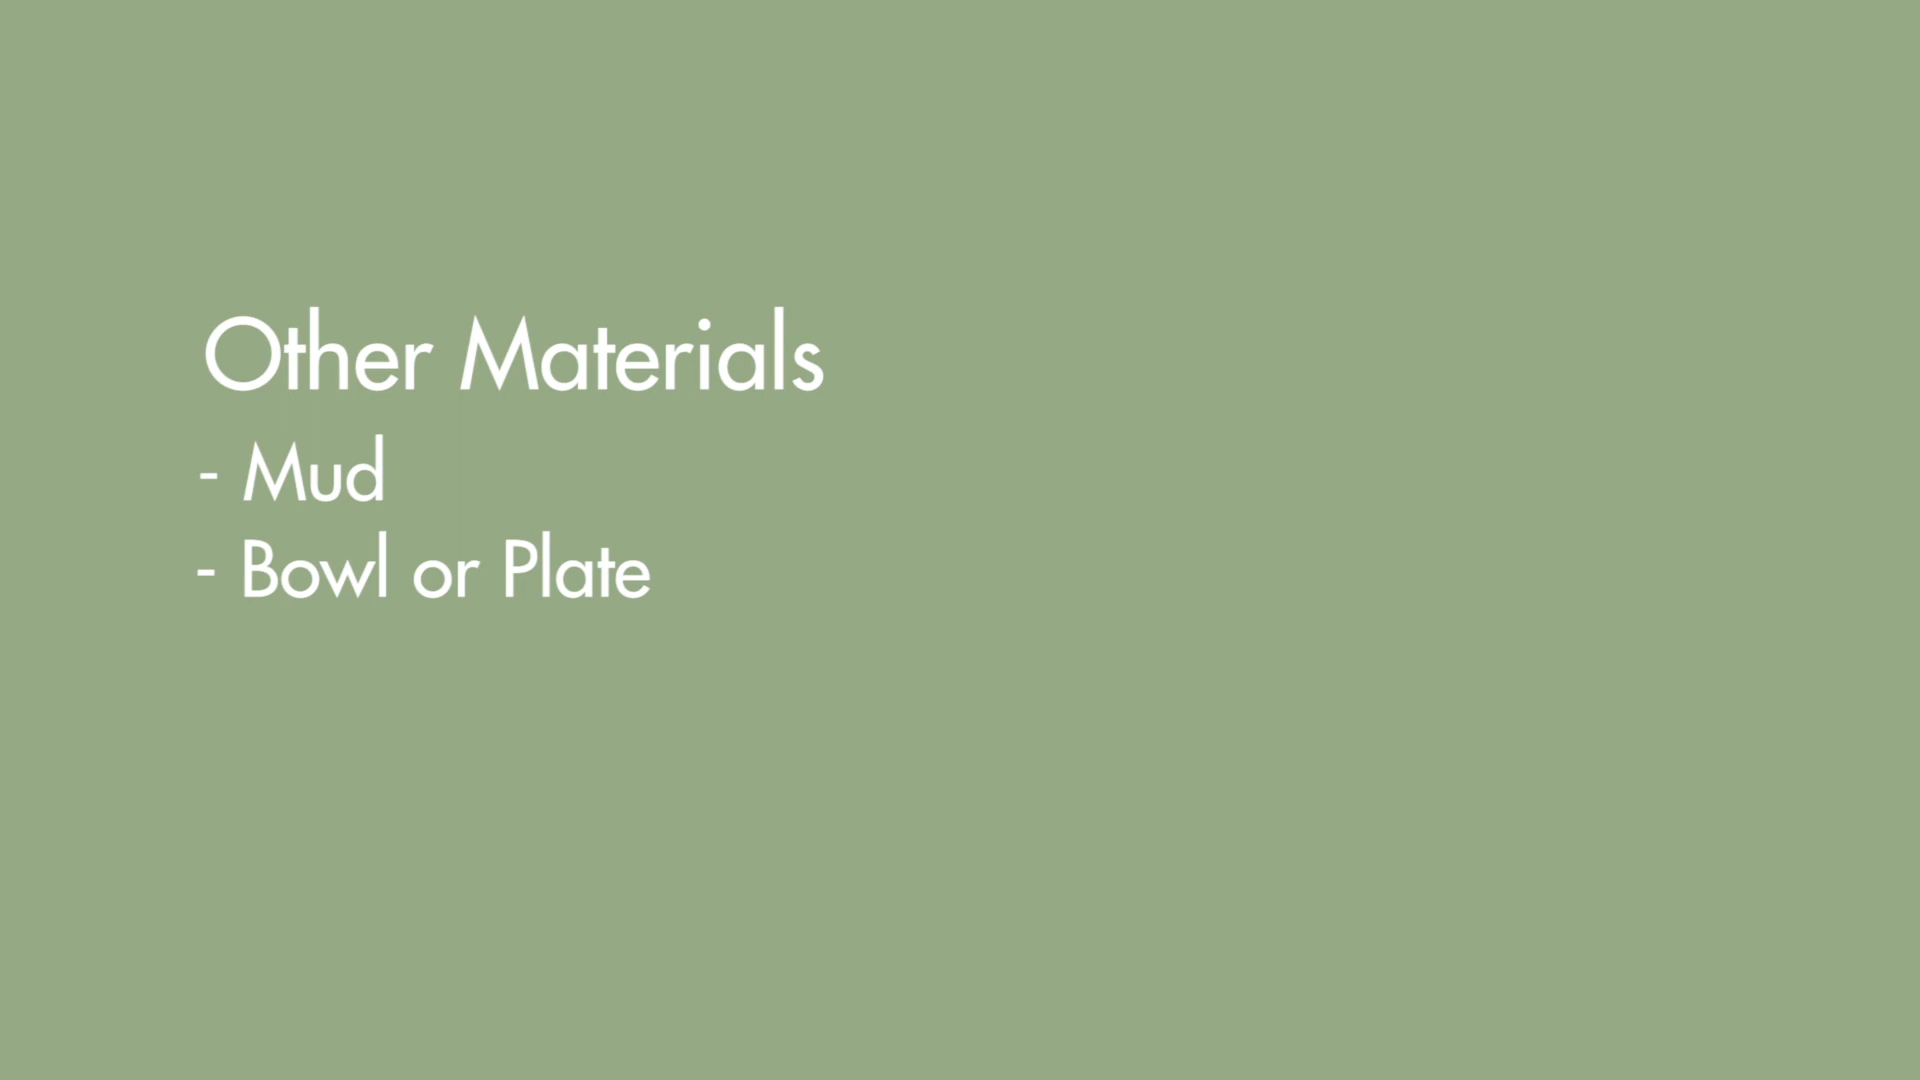 Other Materials
- Mud
- Bowl or Plate